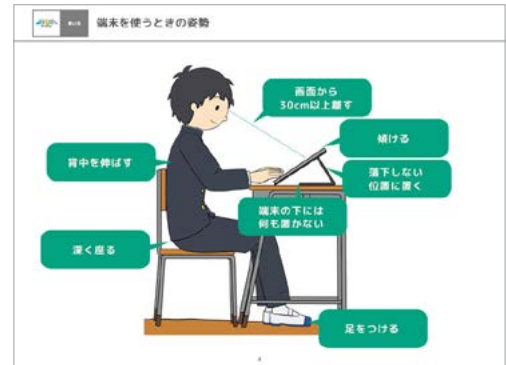 端末を使うときの姿勢
画面から
30cm以上離す
傾ける
背中を伸ばす
落下しない
位置に置く
端末の下には
何も置かない
深く座る
足をつける